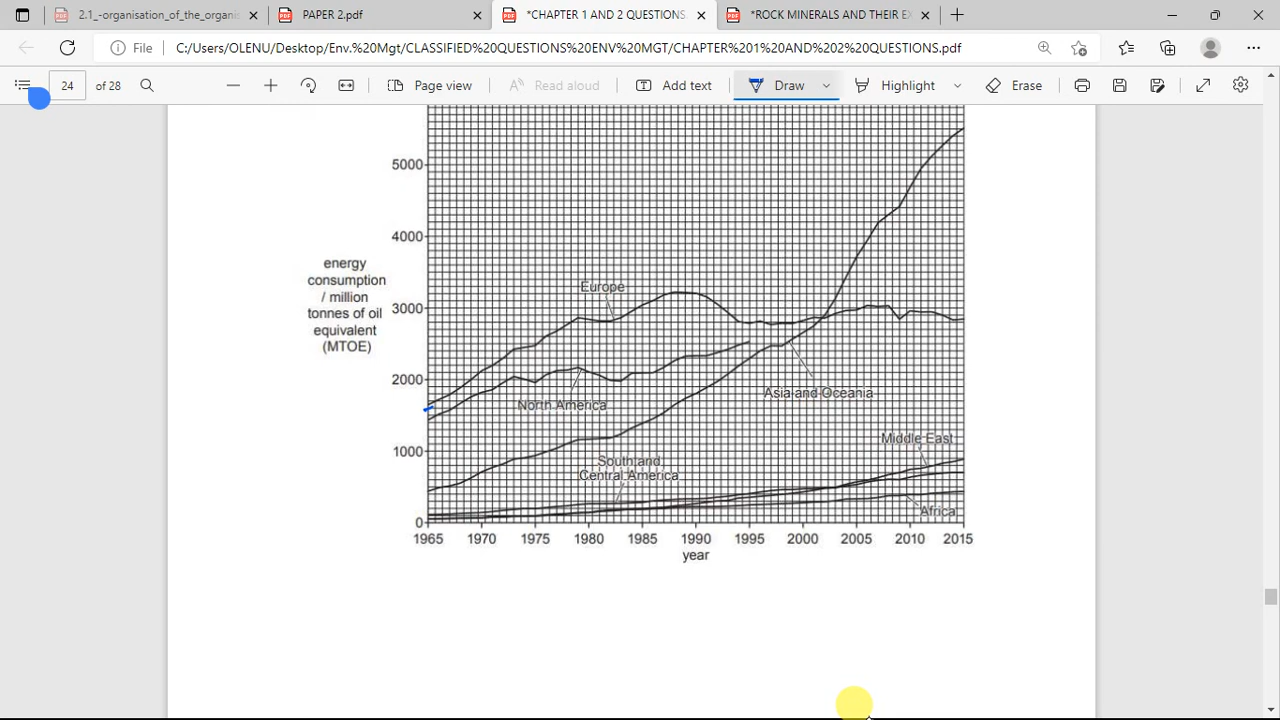 2.1_-organisation_of_the_organi
PAPER 2.pdf
*CHAPTER 1 AND 2 QUESTIONS
*ROCK MINERALS AND THEIR EX
File
C:/Users/OLENU/Desktop/Env.%20Mgt/CLASSIFIED%20QUESTIONS%20ENV%20MGT/CHAPTER%201%20AND%202%20QUESTIONS.pdf
24
of 28
Page view
Read aloud
Add text
Draw
Highlight
Erase
5000
4000
3000
2000
1000
0
energy
consumption
/ million
tonnes of oil
equivalent
(MTOE)
Europe
North America
Asia and Oceania
Middle East
South and
Central America
Africa
1965 1970 1975 1980 1985 1990 1995 2000 2005 2010 2015
year